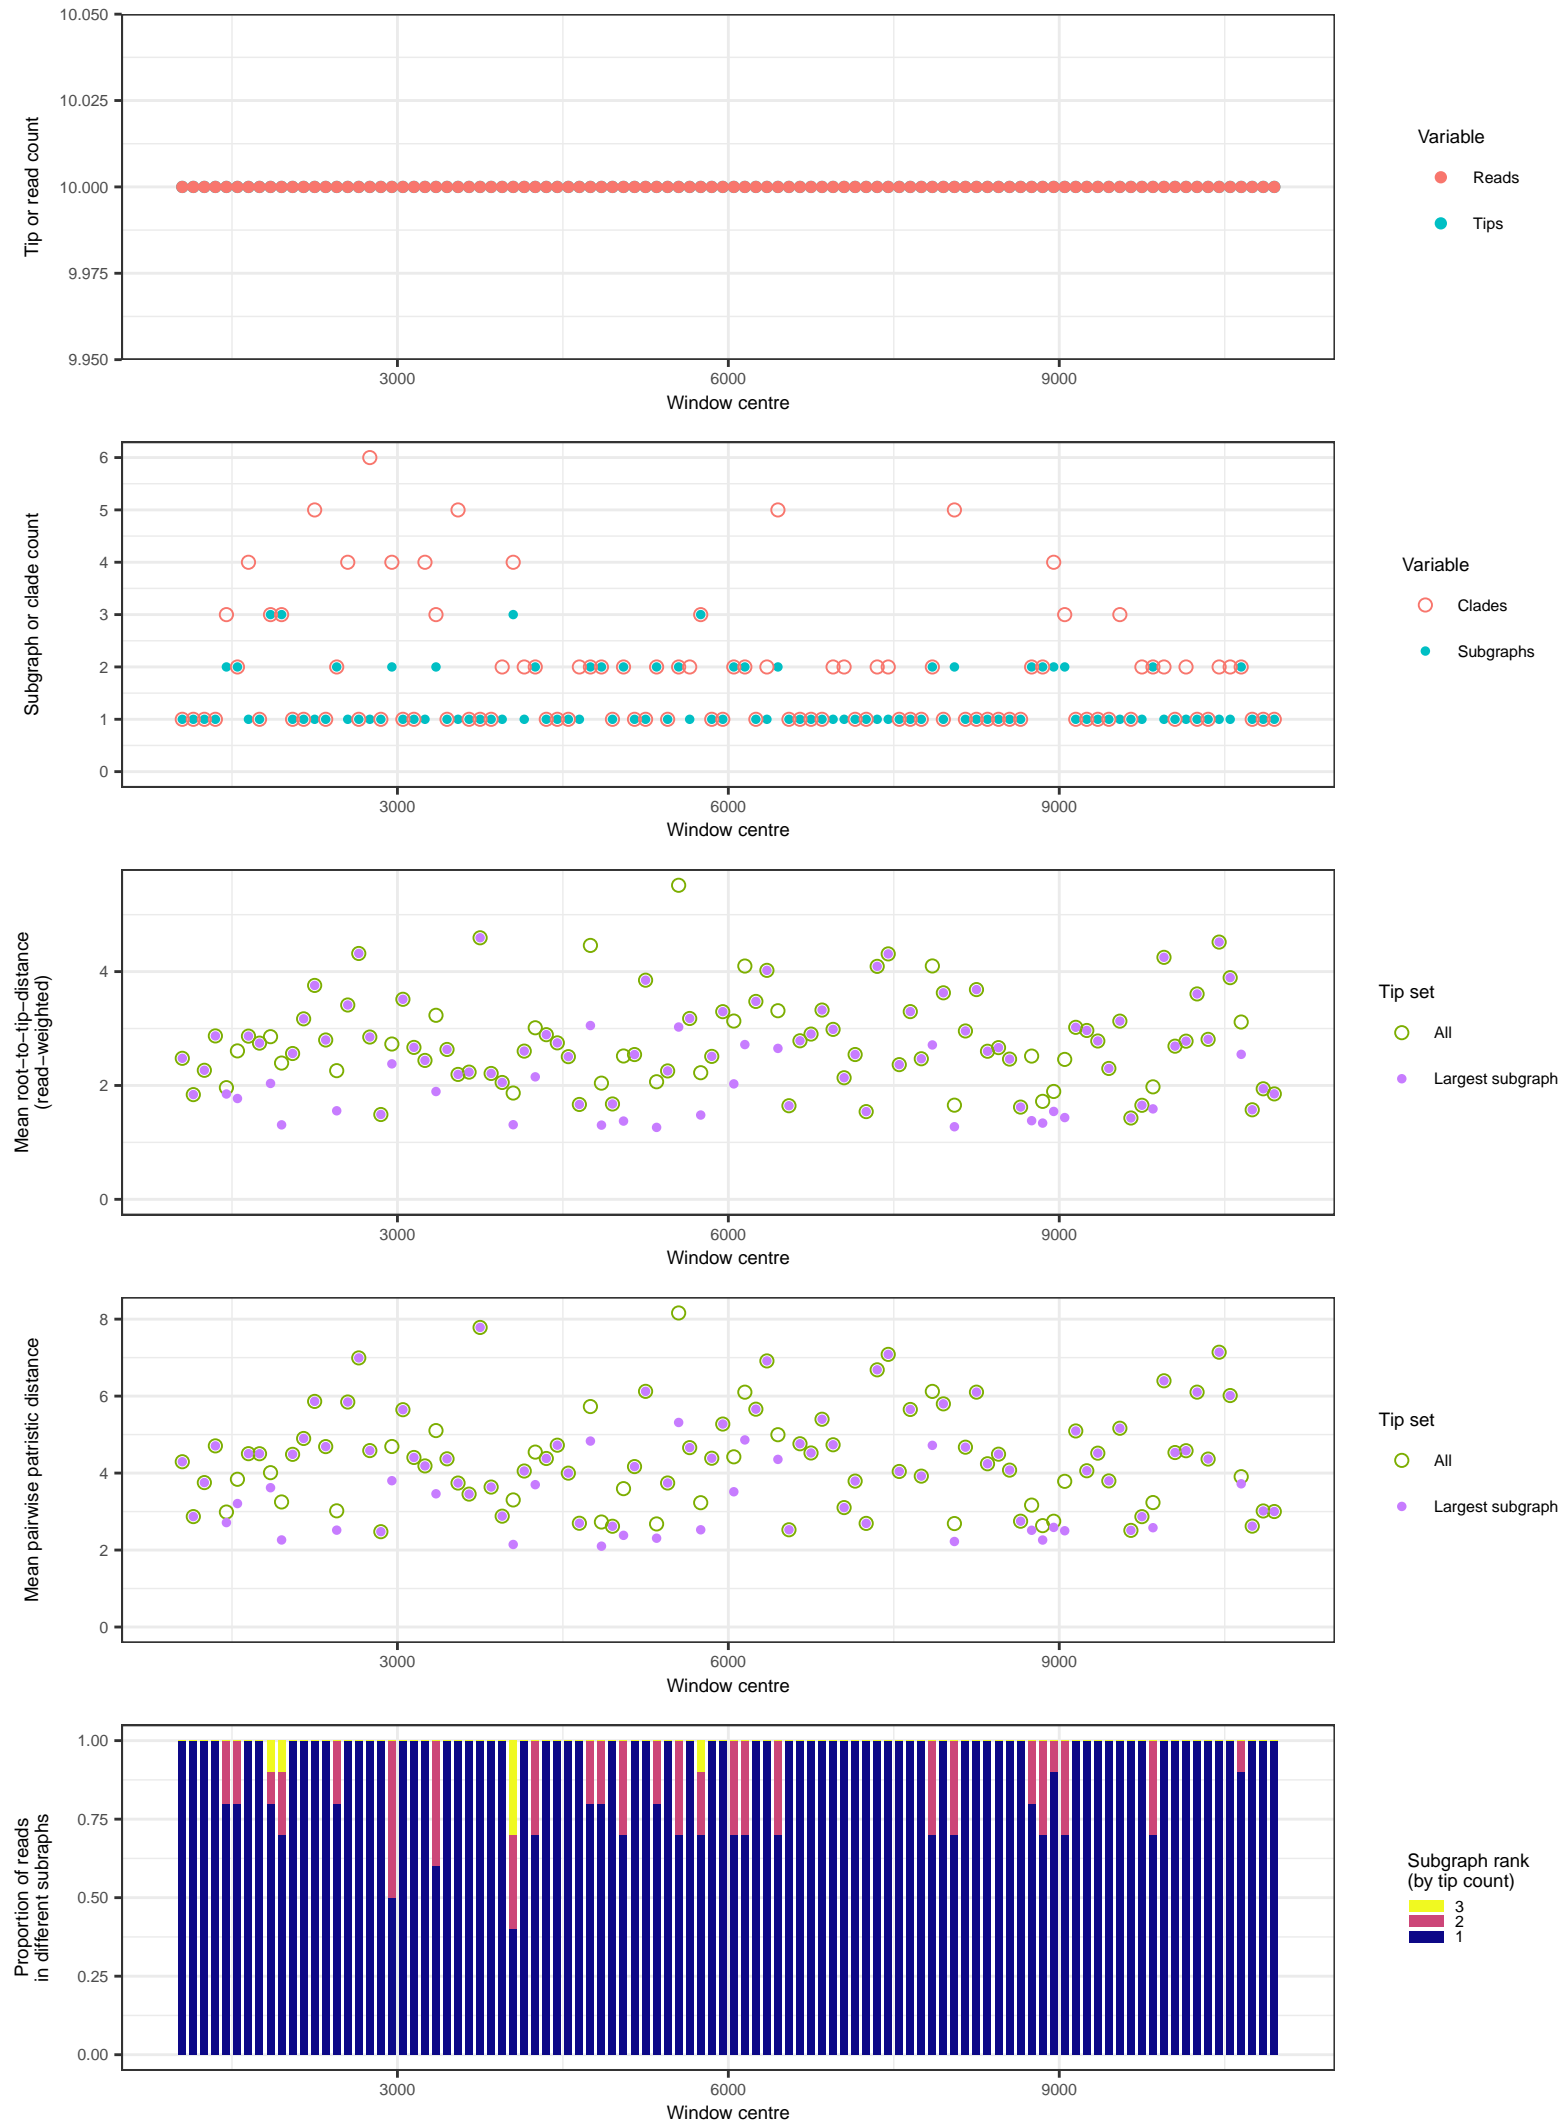 10.050
10.025
10.000
9.975
9.950
Tip or read count
3000 6000 9000
Window centre
Variable
Reads
Tips
6
5
4
3
2
1
0
Subgraph or clade count
3000 6000 9000
Window centre
Variable
Clades
Subgraphs
4
2
0
Mean root−to−tip−distance
(read−weighted)
3000 6000 9000
Window centre
Tip set
All
Largest subgraph
8
6
4
2
0
Mean pairwise patristic distance
3000 6000 9000
Window centre
Tip set
All
Largest subgraph
1.00
0.75
0.50
0.25
0.00
Proportion of reads
in different subraphs
3000 6000 9000
Window centre
Subgraph rank
(by tip count)
3
2
1